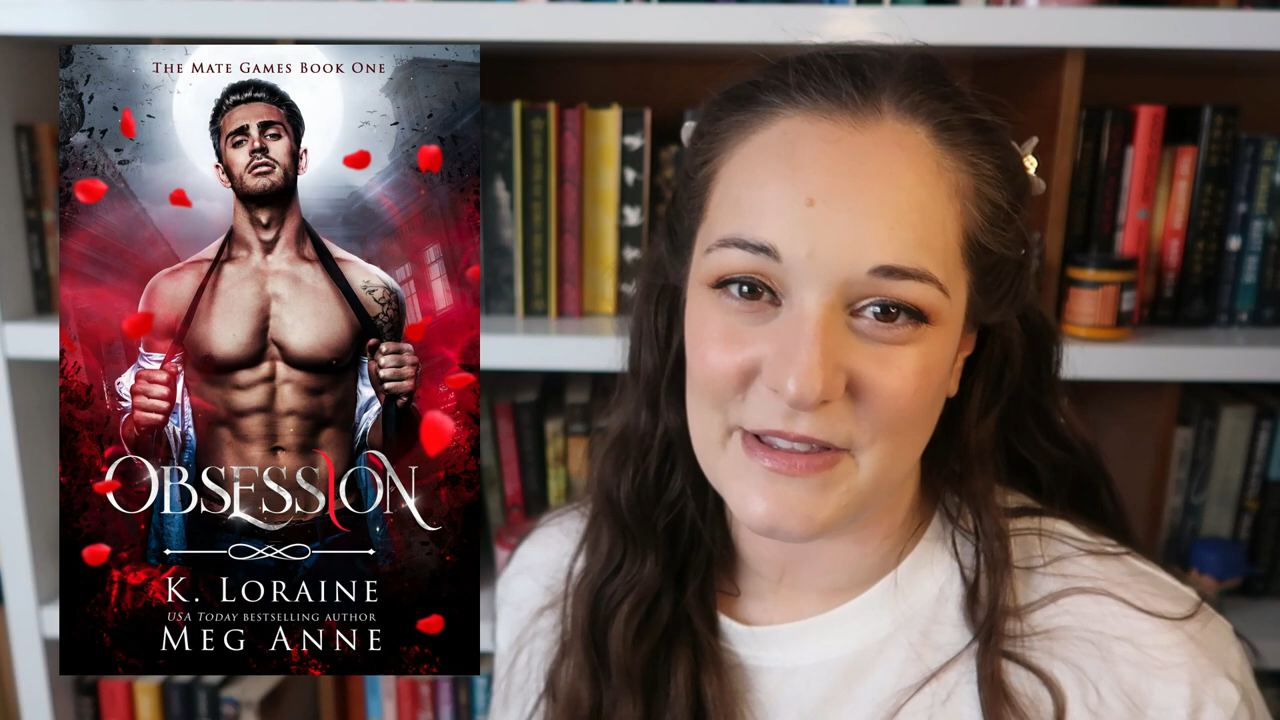 The Mate Games Book One
Obsession
K. Loraine
USA Today bestselling author
Meg Anne